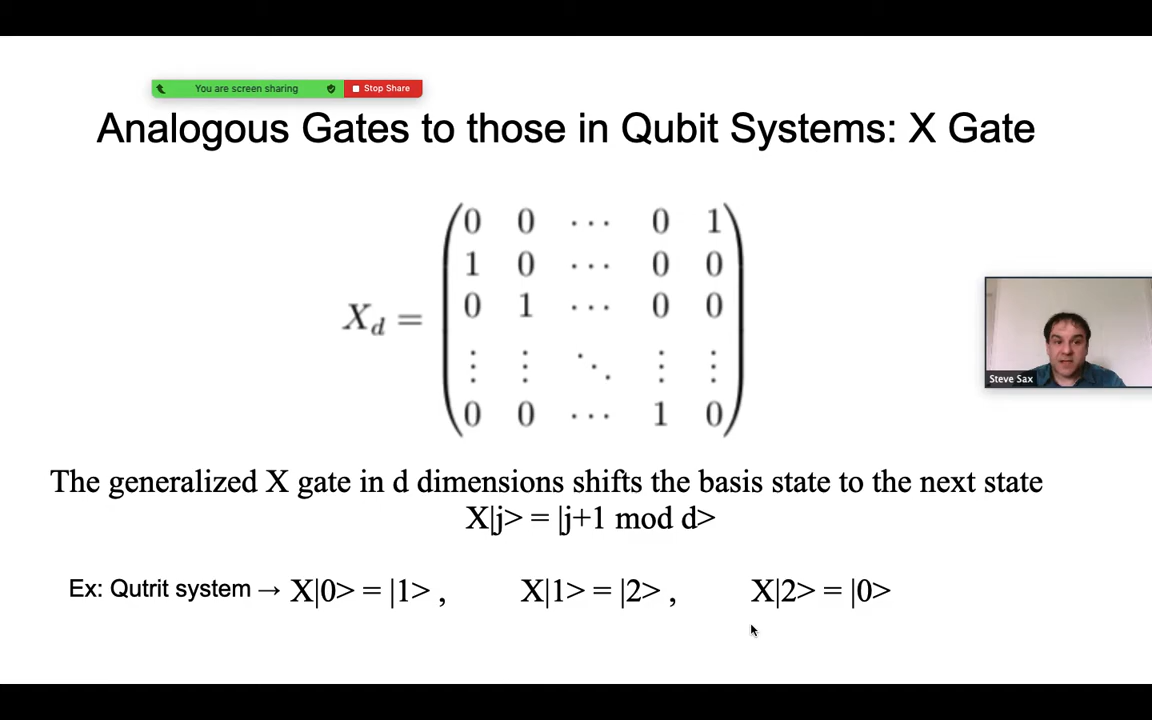 You are screen sharing Stop Share
Analogous Gates to those in Qubit Systems: X Gate
X_d = 
0 0 ⋯ 0 1
1 0 ⋯ 0 0
0 1 ⋯ 0 0
⋮ ⋮ ⋱ ⋮ ⋮
0 0 ⋯ 1 0
Steve Sax
The generalized X gate in d dimensions shifts the basis state to the next state
X|j> = |j+1 mod d>
Ex: Qutrit system → X|0> = |1> , X|1> = |2> , X|2> = |0>